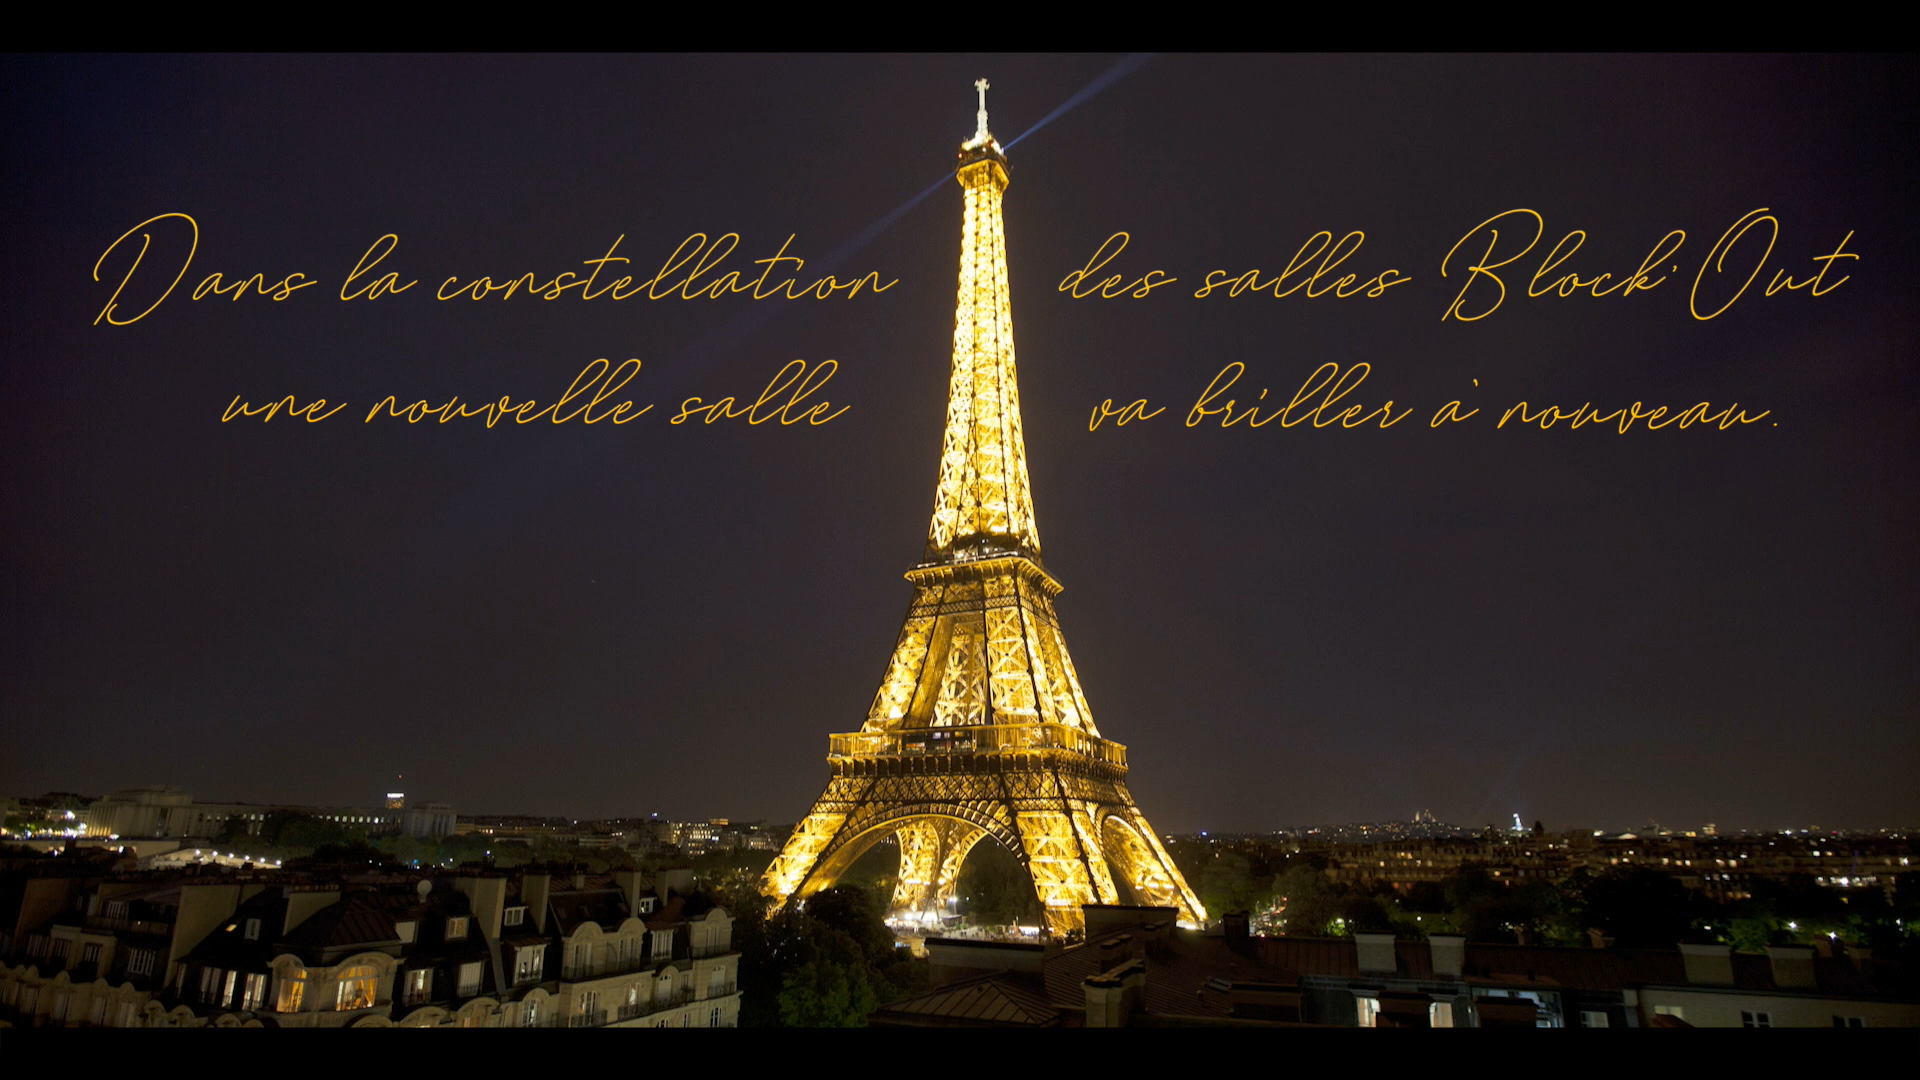 Dans la constellation des salles Block'Out
une nouvelle salle va briller à nouveau.